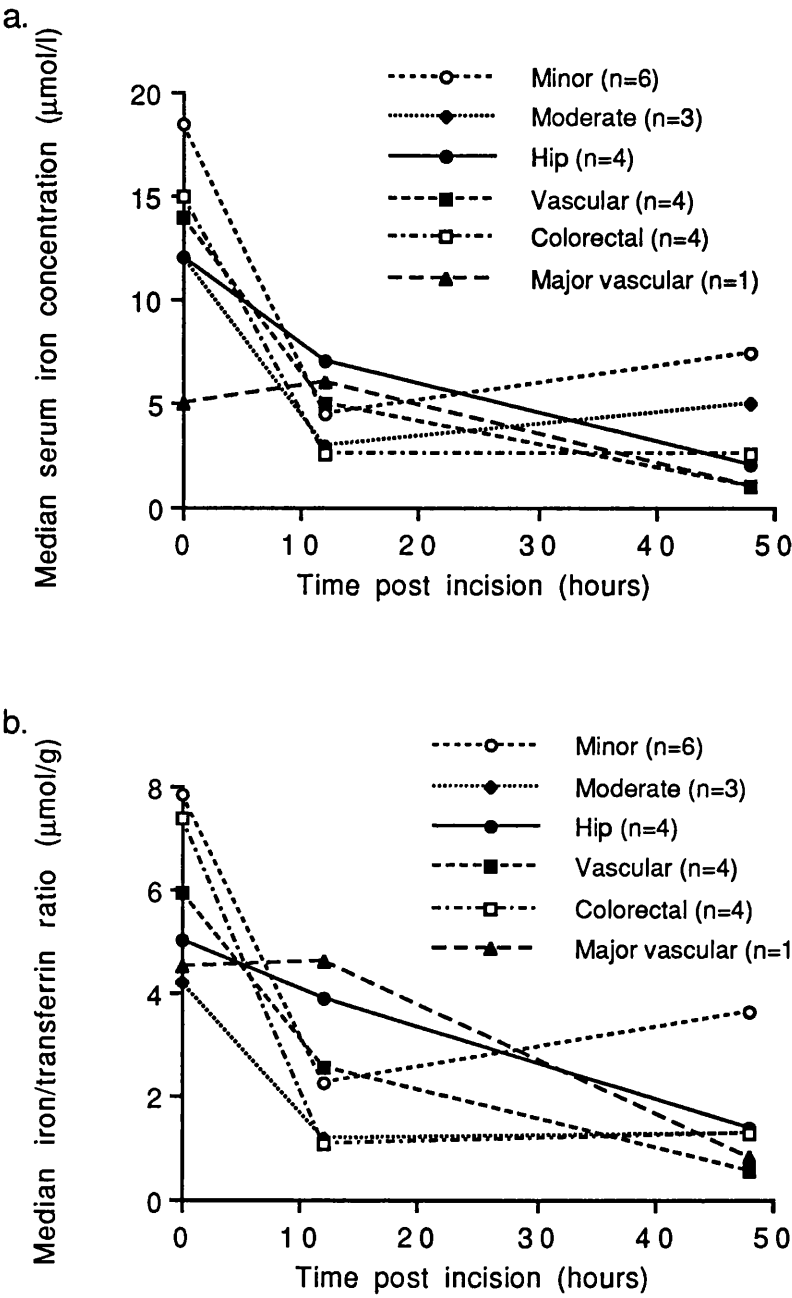 a.
Median serum iron concentration (μmol/l)
20
15
10
5
0
0 10 20 30 40 50
Time post incision (hours)
Minor (n=6)
Moderate (n=3)
Hip (n=4)
Vascular (n=4)
Colorectal (n=4)
Major vascular (n=1)
b.
Median iron/transferrin ratio (μmol/g)
8
6
4
2
0
0 10 20 30 40 50
Time post incision (hours)
Minor (n=6)
Moderate (n=3)
Hip (n=4)
Vascular (n=4)
Colorectal (n=4)
Major vascular (n=1